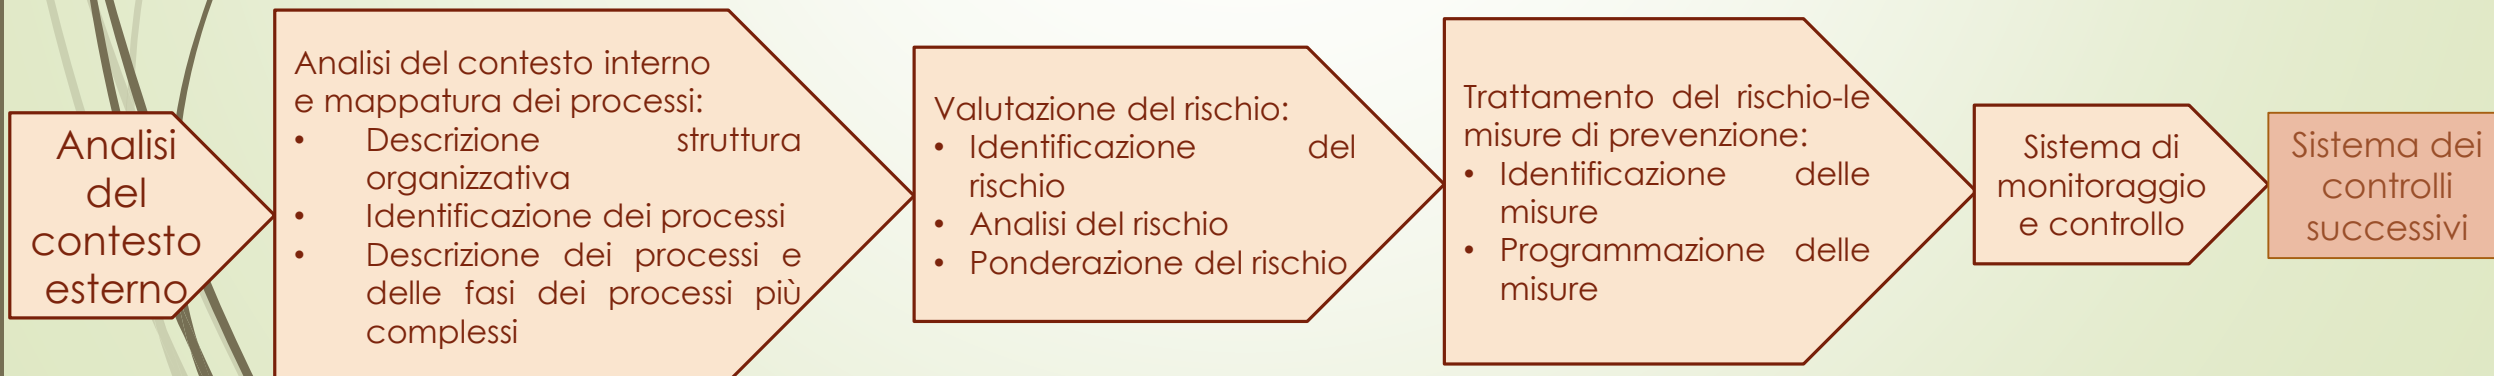 Analisi
del
contesto
esterno
Analisi del contesto interno
e mappatura dei processi:
• Descrizione struttura
organizzativa
• Identificazione dei processi
• Descrizione dei processi e
delle fasi dei processi più
complessi
Valutazione del rischio:
• Identificazione del
rischio
• Analisi del rischio
• Ponderazione del rischio
Trattamento del rischio-le
misure di prevenzione:
• Identificazione delle
misure
• Programmazione delle
misure
Sistema di
monitoraggio
e controllo
Sistema dei
controlli
successivi